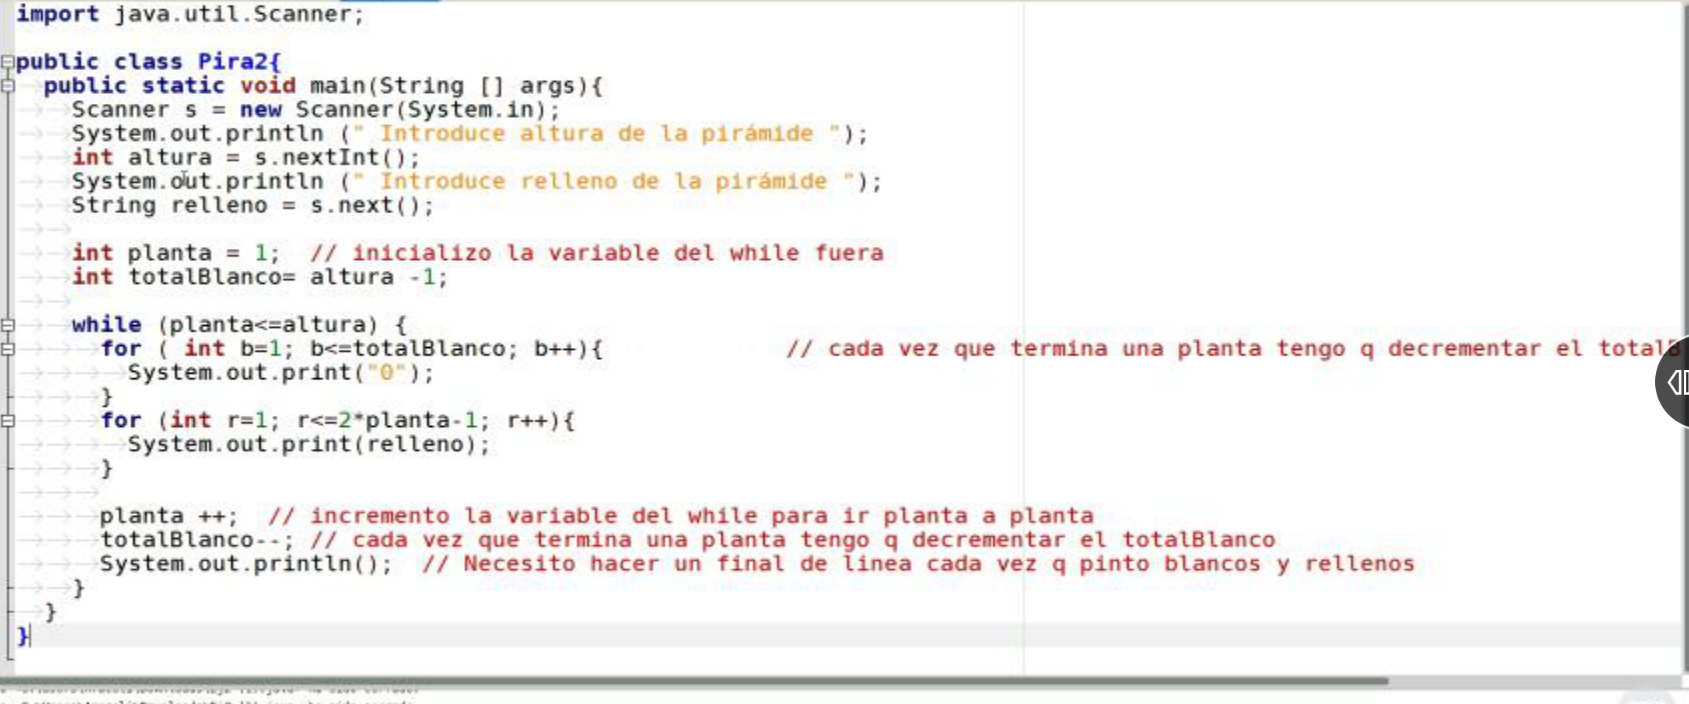 import java.util.Scanner;
public class Pira2{
public static void main(String [] args){
Scanner s = new Scanner(System.in);
System.out.println (" Introduce altura de la pirámide ");
int altura = s.nextInt();
System.out.println (" Introduce relleno de la pirámide ");
String relleno = s.next();
int planta = 1;  // inicializo la variable del while fuera
int totalBlanco= altura -1;
while (planta<=altura) {
for ( int b=1; b<=totalBlanco; b++){ // cada vez que termina una planta tengo q decrementar el totalB
System.out.print("0");
}
for (int r=1; r<=2*planta-1; r++){
System.out.print(relleno);
}
planta ++;  // incremento la variable del while para ir planta a planta
totalBlanco--; // cada vez que termina una planta tengo q decrementar el totalBlanco
System.out.println();  // Necesito hacer un final de linea cada vez q pinto blancos y rellenos
}
}
}